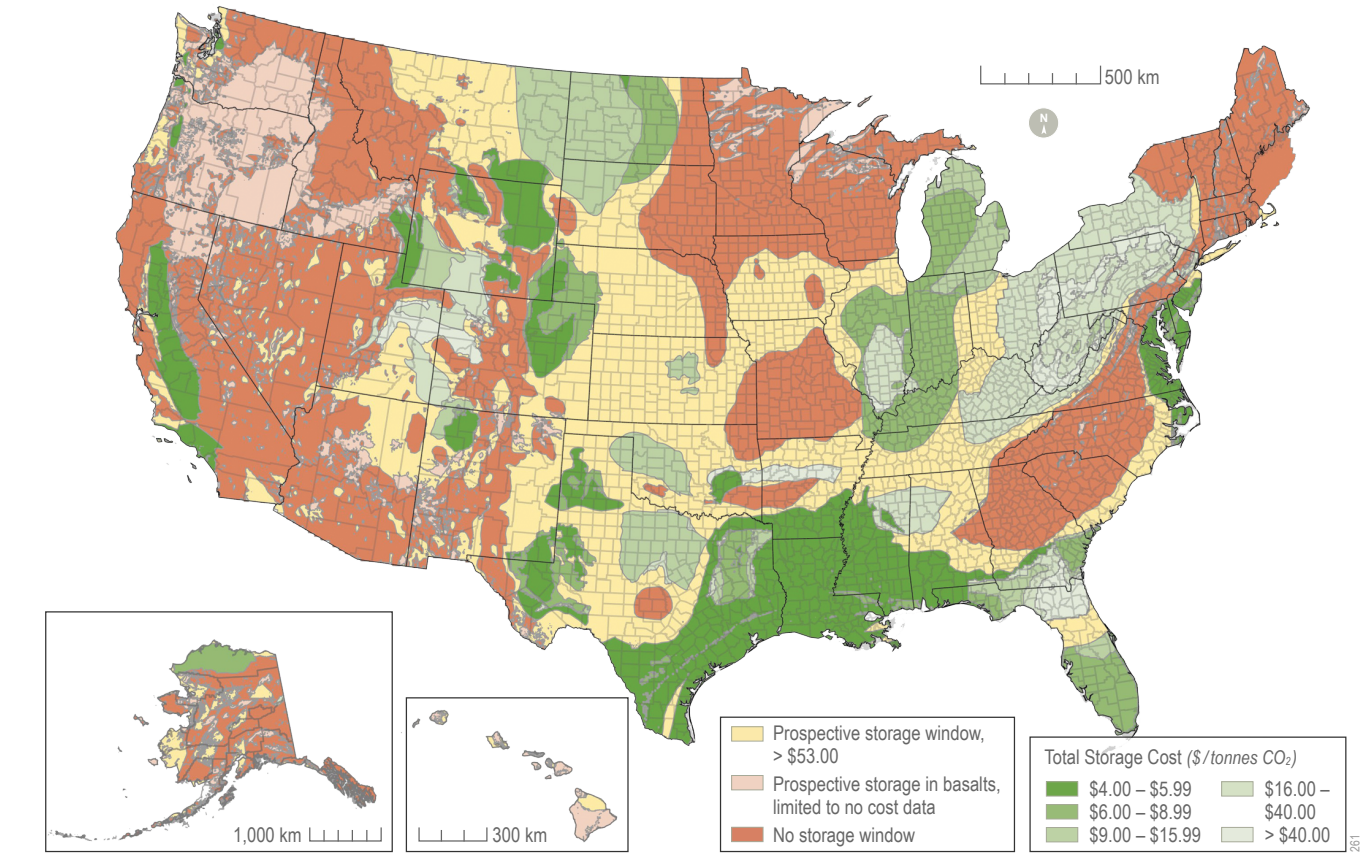 500 km
N
1,000 km
300 km
Prospective storage window,
> $53.00
Prospective storage in basalts,
limited to no cost data
No storage window
Total Storage Cost ($/tonnes CO₂)
$4.00 – $5.99
$6.00 – $8.99
$9.00 – $15.99
$16.00 –
$40.00
> $40.00
261